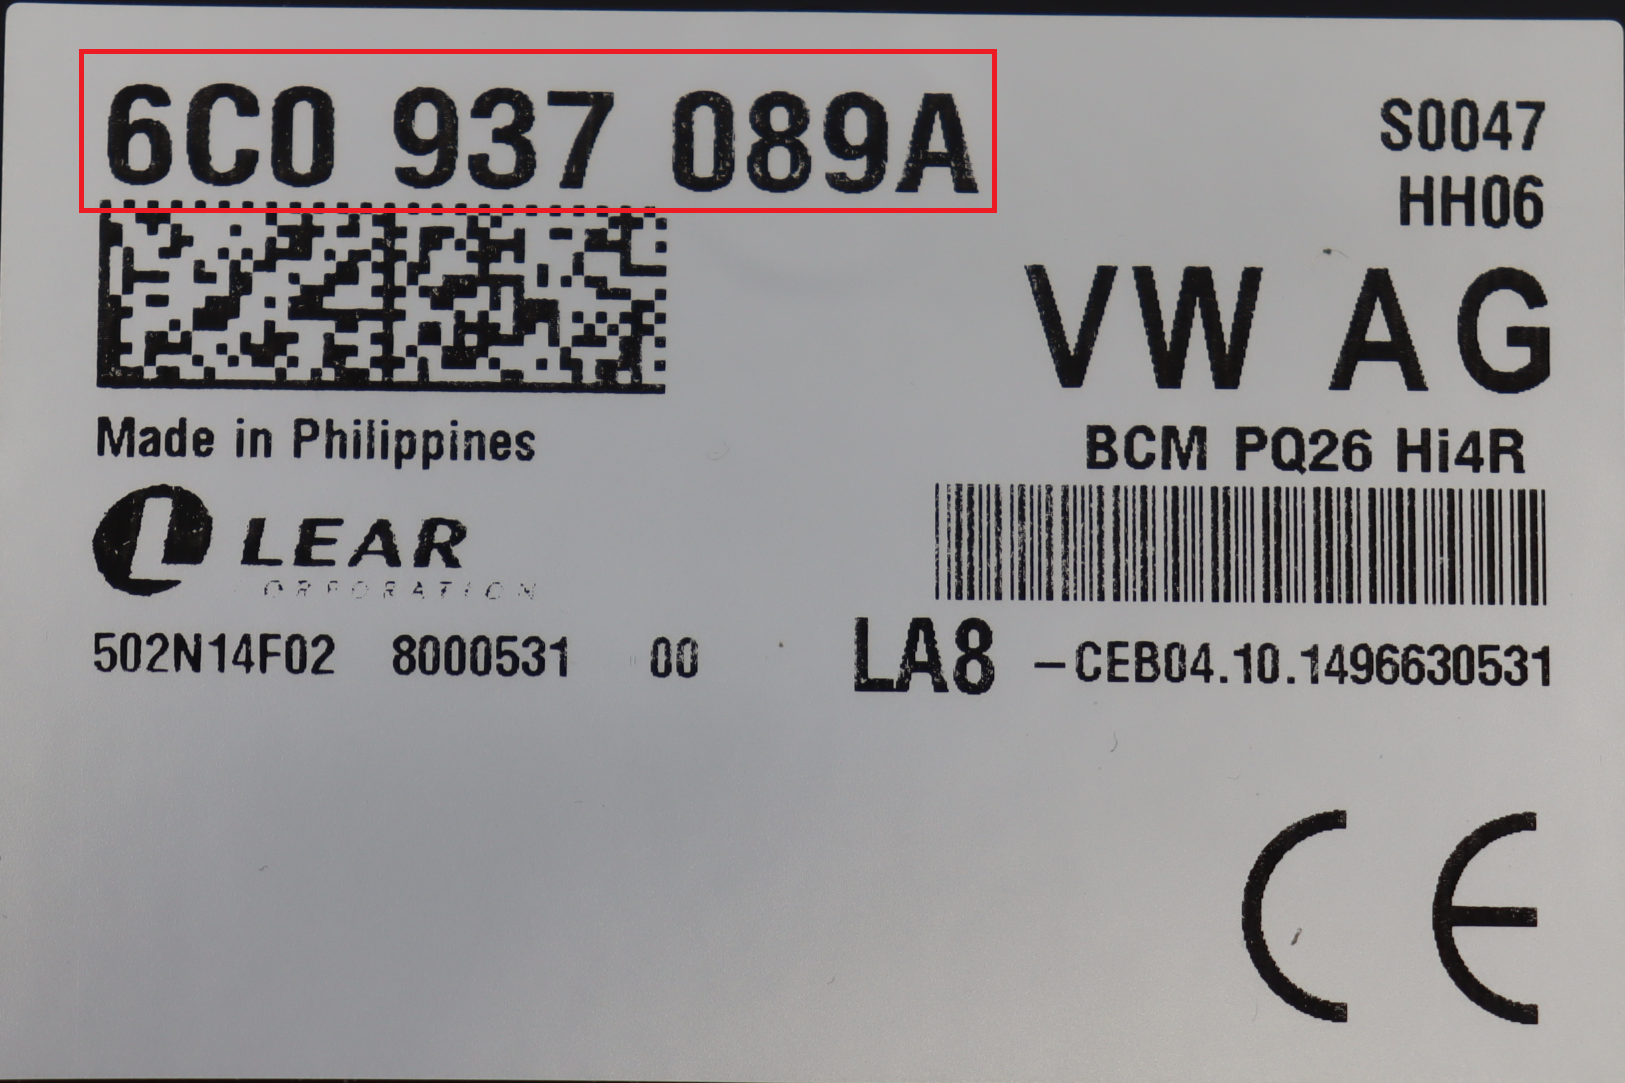 6C0 937 089A
S0047
HH06
VW AG
Made in Philippines
BCM PQ26 Hi4R
LEAR
ORPORATION
502N14F02 8000531 00
LA8 –CEB04.10.1496630531
CE